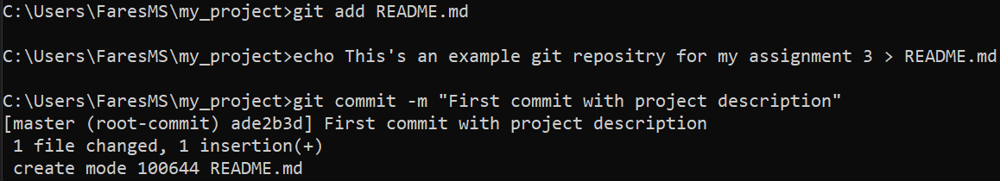 C:\Users\FaresMS\my_project>git add README.md
C:\Users\FaresMS\my_project>echo This's an example git repositry for my assignment 3 > README.md
C:\Users\FaresMS\my_project>git commit -m "First commit with project description"
[master (root-commit) ade2b3d] First commit with project description
 1 file changed, 1 insertion(+)
 create mode 100644 README.md